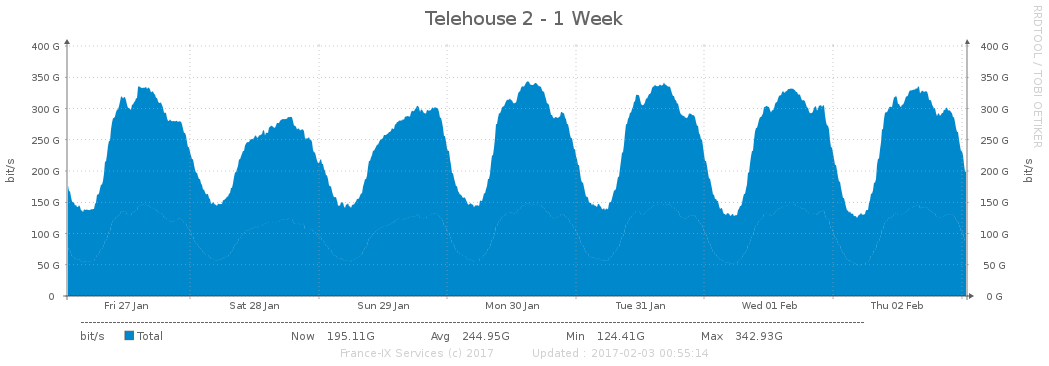 Telehouse 2 - 1 Week
RRDTOOL / TOBI OETIKER
400 G 400 G
350 G 350 G
300 G 300 G
250 G 250 G
200 G 200 G
150 G 150 G
100 G 100 G
50 G 50 G
0 0 G
bit/s bit/s
Fri 27 Jan Sat 28 Jan Sun 29 Jan Mon 30 Jan Tue 31 Jan Wed 01 Feb Thu 02 Feb
bit/s Total Now 195.11G Avg 244.95G Min 124.41G Max 342.93G
France-IX Services (c) 2017 Updated : 2017-02-03 00:55:14